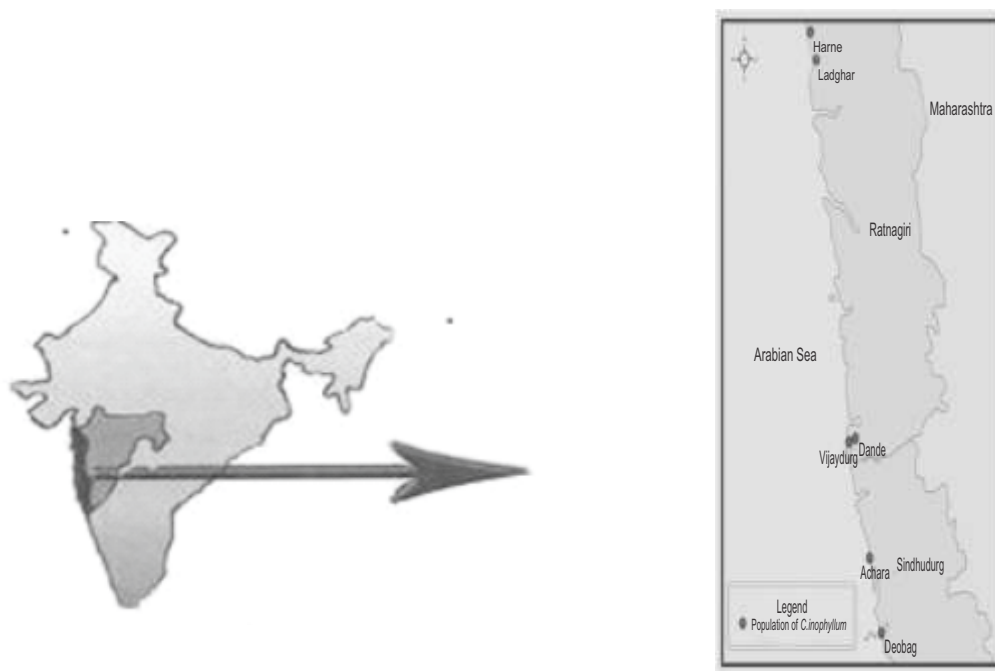 Harne
Ladghar
Maharashtra
Ratnagiri
Arabian Sea
Dande
Vijaydurg
Achara
Sindhudurg
Legend
Population of C.inophyllum
Deobag